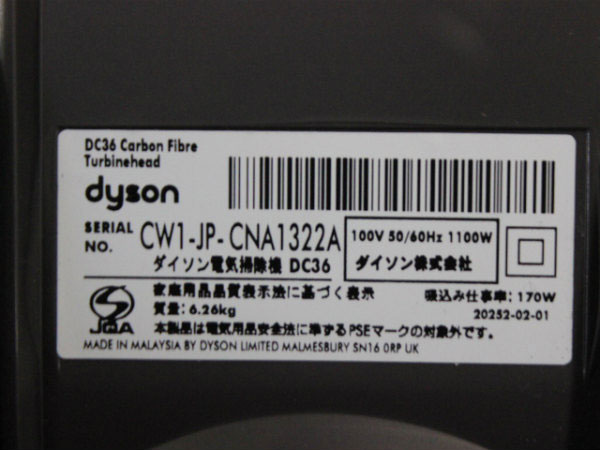 DC36 Carbon Fibre
Turbinehead
dyson
SERIAL NO. CW1-JP-CNA1322A
100V 50/60Hz 1100W
ダイソン電気掃除機 DC36
ダイソン株式会社
家庭用品品質表示法に基づく表示
吸込み仕事率:170W
質量:6.26kg
20252-02-01
JQA
本製品は電気用品安全法に準ずるPSEマークの対象外です。
MADE IN MALAYSIA BY DYSON LIMITED MALMESBURY SN16 0RP UK